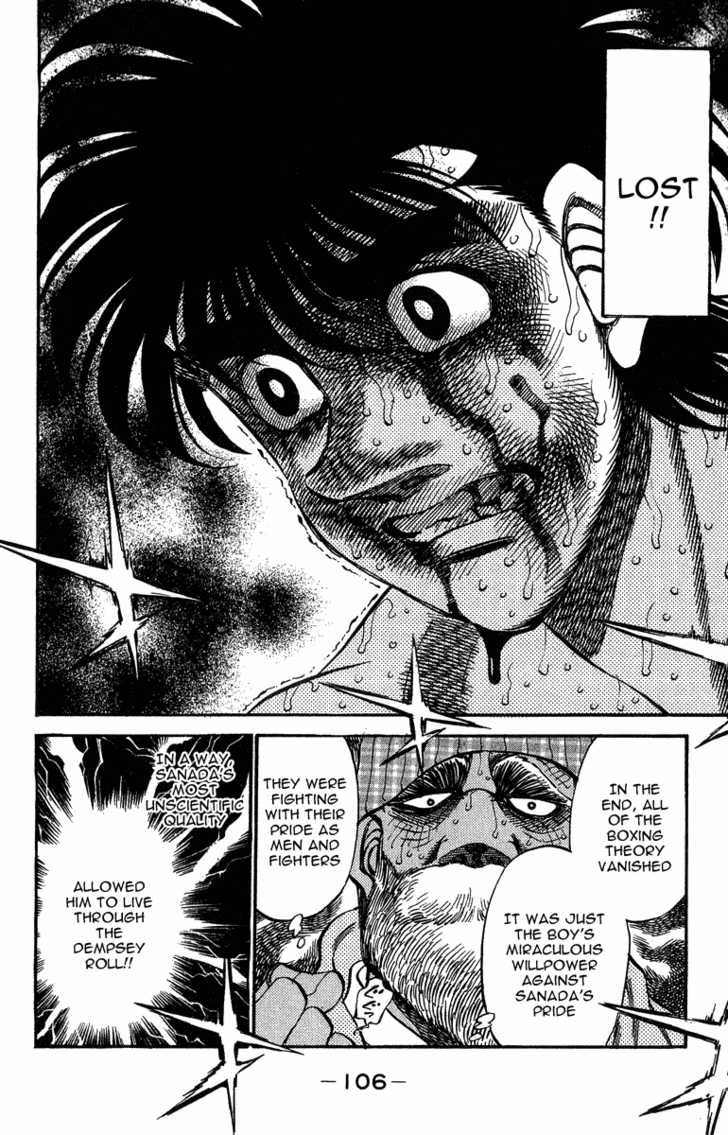 LOST
!!
IN THE
END, ALL
OF THE
BOXING
THEORY
VANISHED
IT WAS JUST
THE BOY'S
MIRACULOUS
WILLPOWER
AGAINST
SANADA'S
PRIDE
THEY WERE
FIGHTING
WITH THEIR
PRIDE AS
MEN AND
FIGHTERS
IN A WAY,
SANADA'S
MOST
UNSCIENTIFIC
QUALITY
ALLOWED
HIM TO LIVE
THROUGH
THE
DEMPSEY
ROLL!!
-106-